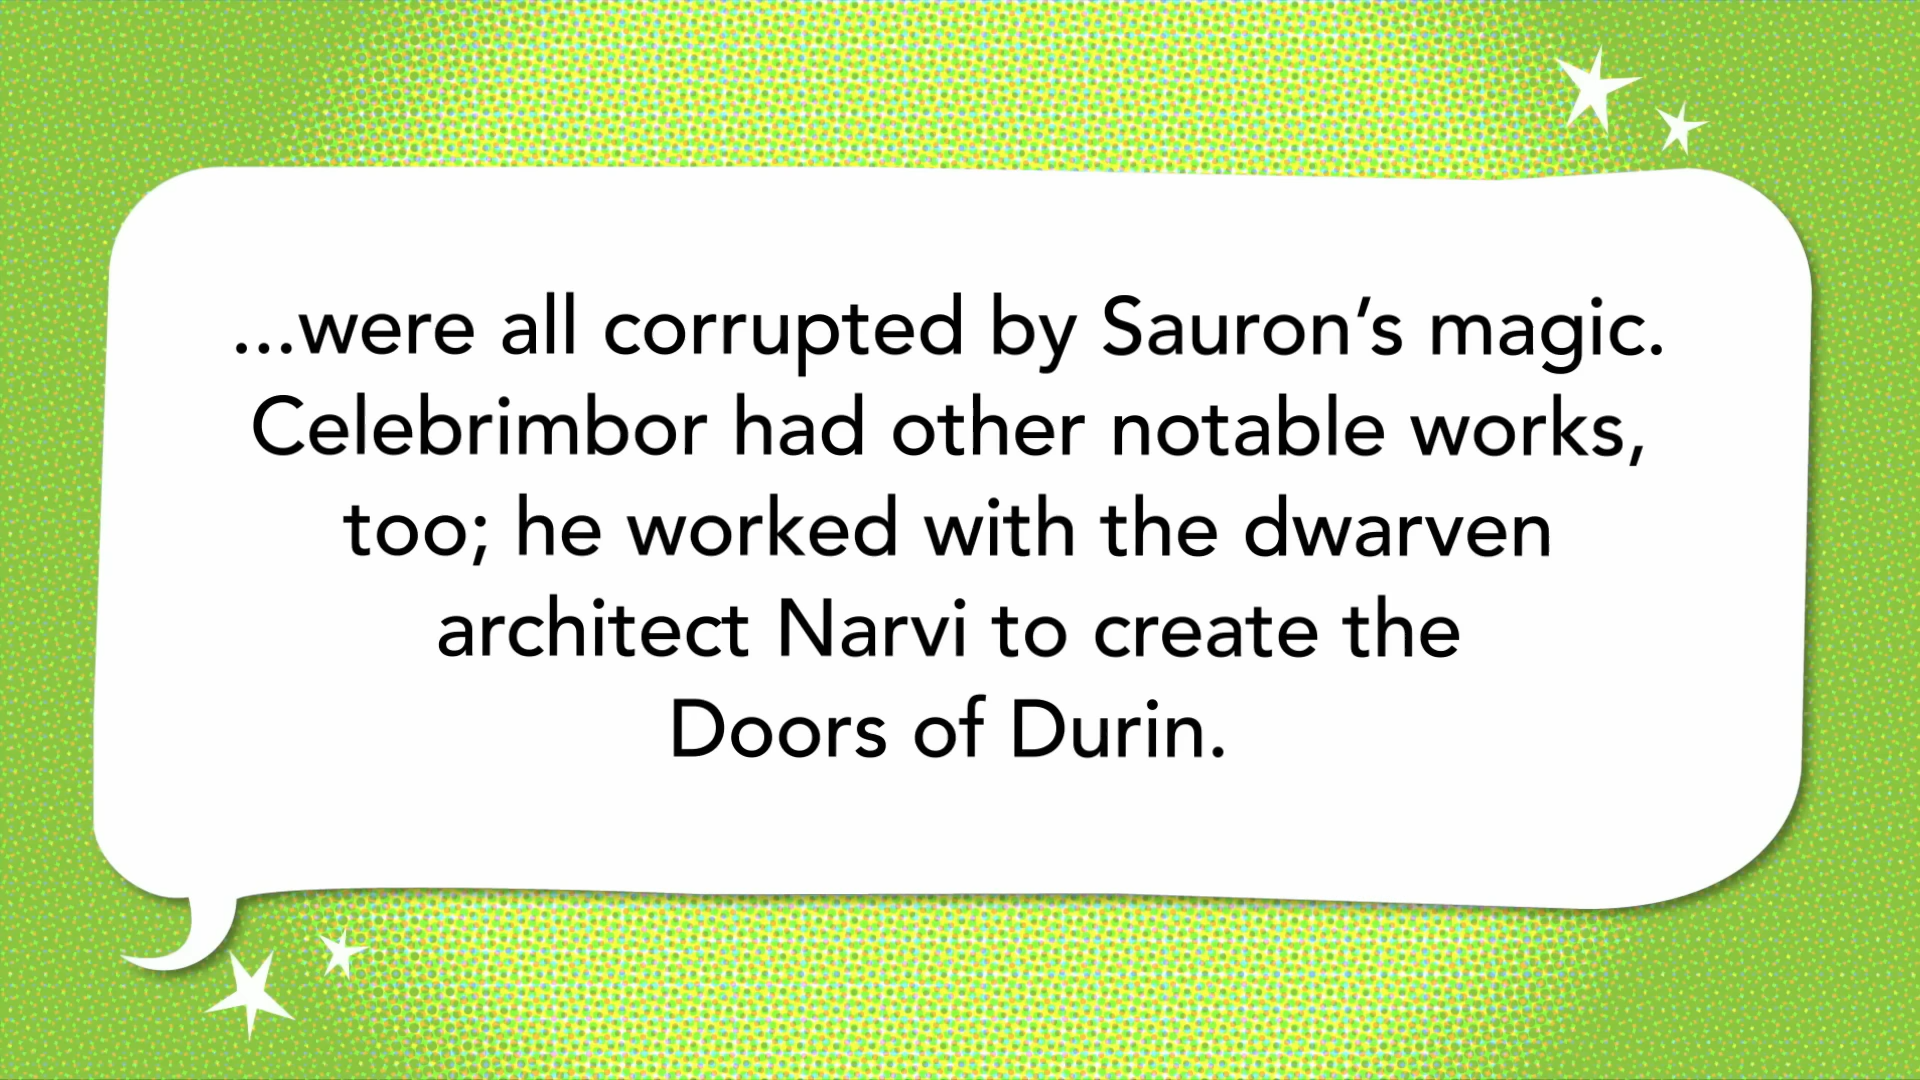 ...were all corrupted by Sauron’s magic.
Celebrimbor had other notable works,
too; he worked with the dwarven
architect Narvi to create the
Doors of Durin.